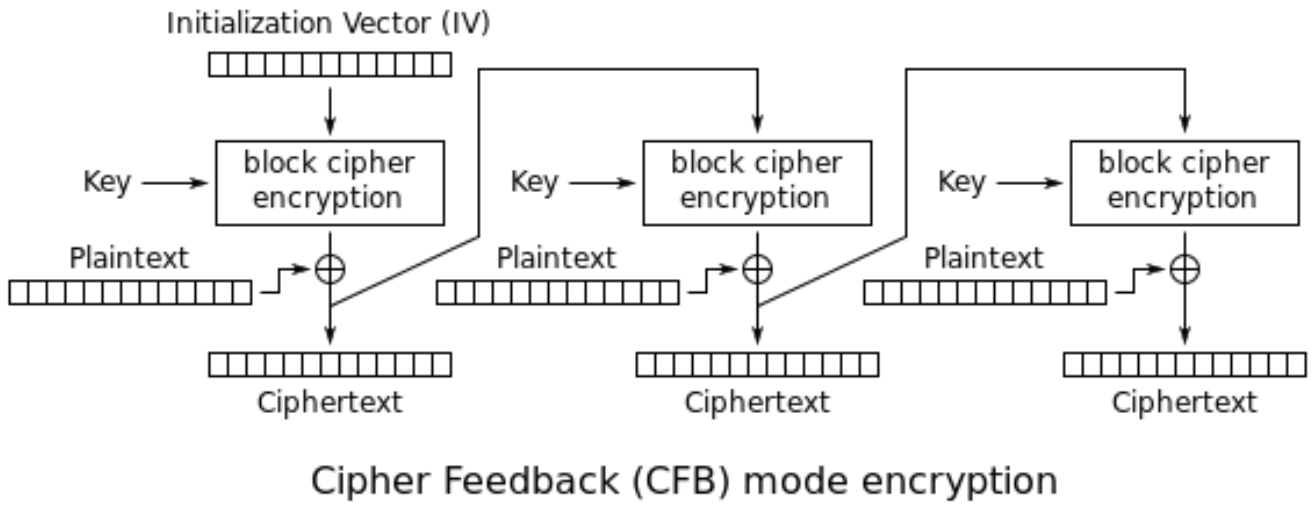 Initialization Vector (IV)
Key
block cipher
encryption
Key
block cipher
encryption
Key
block cipher
encryption
Plaintext
Plaintext
Plaintext
Ciphertext
Ciphertext
Ciphertext
Cipher Feedback (CFB) mode encryption